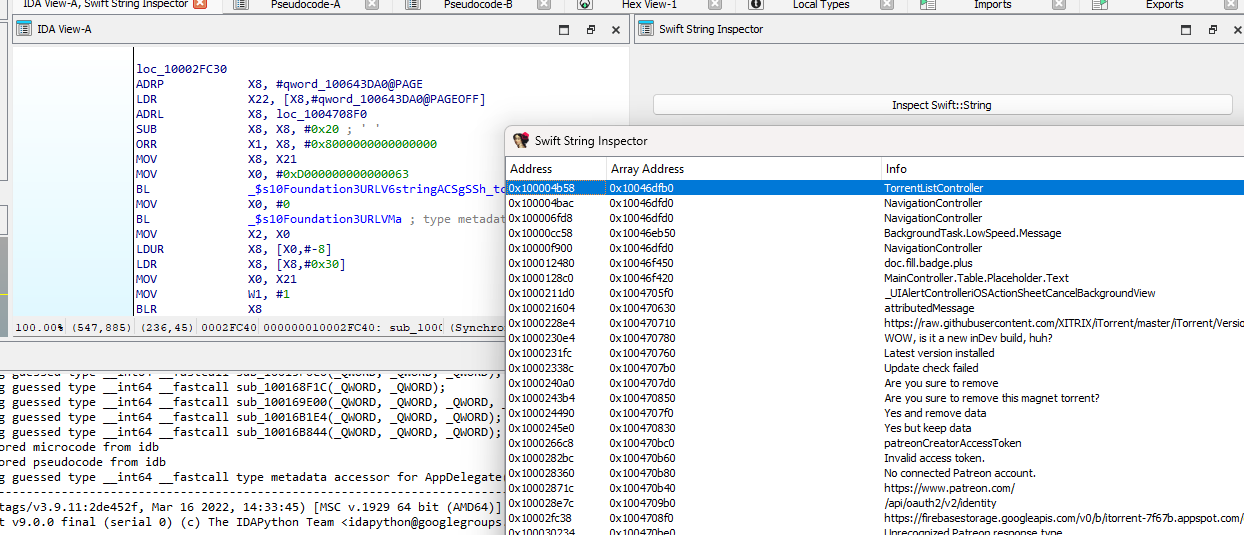 IDA View-A, Swift String Inspector
Pseudocode-A
Pseudocode-B
Hex View-1
Local Types
Imports
Exports
IDA View-A
Swift String Inspector
Inspect Swift::String
loc_10002FC30
ADRP X8, #qword_100643DA0@PAGE
LDR X22, [X8,#qword_100643DA0@PAGEOFF]
ADRL X8, loc_1004708F0
SUB X8, X8, #0x20 ; ' '
ORR X1, X8, #0x8000000000000000
MOV X8, X21
MOV X0, #0xD000000000000063
BL _$s10Foundation3URLV6stringACSgSSh_tc
MOV X0, #0
BL _$s10Foundation3URLVMa ; type metadat
MOV X2, X0
LDUR X8, [X0,#-8]
LDR X8, [X8,#0x30]
MOV X0, X21
MOV W1, #1
BLR X8
100.00% (547,885) (236,45) 0002FC40 000000010002FC40: sub_1000 (Synchro
Swift String Inspector
Address Array Address Info
0x100004b58 0x10046dfb0 TorrentListController
0x100004bac 0x10046dfd0 NavigationController
0x100006fd8 0x10046dfd0 NavigationController
0x10000cc58 0x10046eb50 BackgroundTask.LowSpeed.Message
0x10000f900 0x10046dfd0 NavigationController
0x100012480 0x10046f450 doc.fill.badge.plus
0x1000128c0 0x10046f420 MainController.Table.Placeholder.Text
0x1000211d0 0x1004705f0 _UIAlertControlleriOSActionSheetCancelBackgroundView
0x100021604 0x100470630 attributedMessage
0x1000228e4 0x100470710 https://raw.githubusercontent.com/XITRIX/iTorrent/master/iTorrent/Versio
0x1000230e4 0x100470780 WOW, is it a new inDev build, huh?
0x1000231fc 0x100470760 Latest version installed
0x10002338c 0x1004707b0 Update check failed
0x1000240a0 0x1004707d0 Are you sure to remove
0x1000243b4 0x100470850 Are you sure to remove this magnet torrent?
0x100024490 0x1004707f0 Yes and remove data
0x1000245e0 0x100470830 Yes but keep data
0x1000266c8 0x100470bc0 patreonCreatorAccessToken
0x1000282bc 0x100470b60 Invalid access token.
0x100028360 0x100470b80 No connected Patreon account.
0x10002871c 0x100470b40 https://www.patreon.com/
0x100028e7c 0x1004709b0 /api/oauth2/v2/identity
0x10002fc38 0x1004708f0 https://firebasestorage.googleapis.com/v0/b/itorrent-7f67b.appspot.com/
0x100030234 0x100470be0 Unrecognized Patreon response type
g guessed type __int64 __fastcall sub_100168F1C(_QWORD, _QWORD);
g guessed type __int64 __fastcall sub_100169E00(_QWORD, _QWORD, _QWORD, _
g guessed type __int64 __fastcall sub_10016B1E4(_QWORD, _QWORD);
g guessed type __int64 __fastcall sub_10016B844(_QWORD, _QWORD);
ored microcode from idb
ored pseudocode from idb
g guessed type __int64 __fastcall type metadata accessor for AppDelegate
tags/v3.9.11:2de452f, Mar 16 2022, 14:33:45) [MSC v.1929 64 bit (AMD64)]
t v9.0.0 final (serial 0) (c) The IDAPython Team <idapython@googlegroups